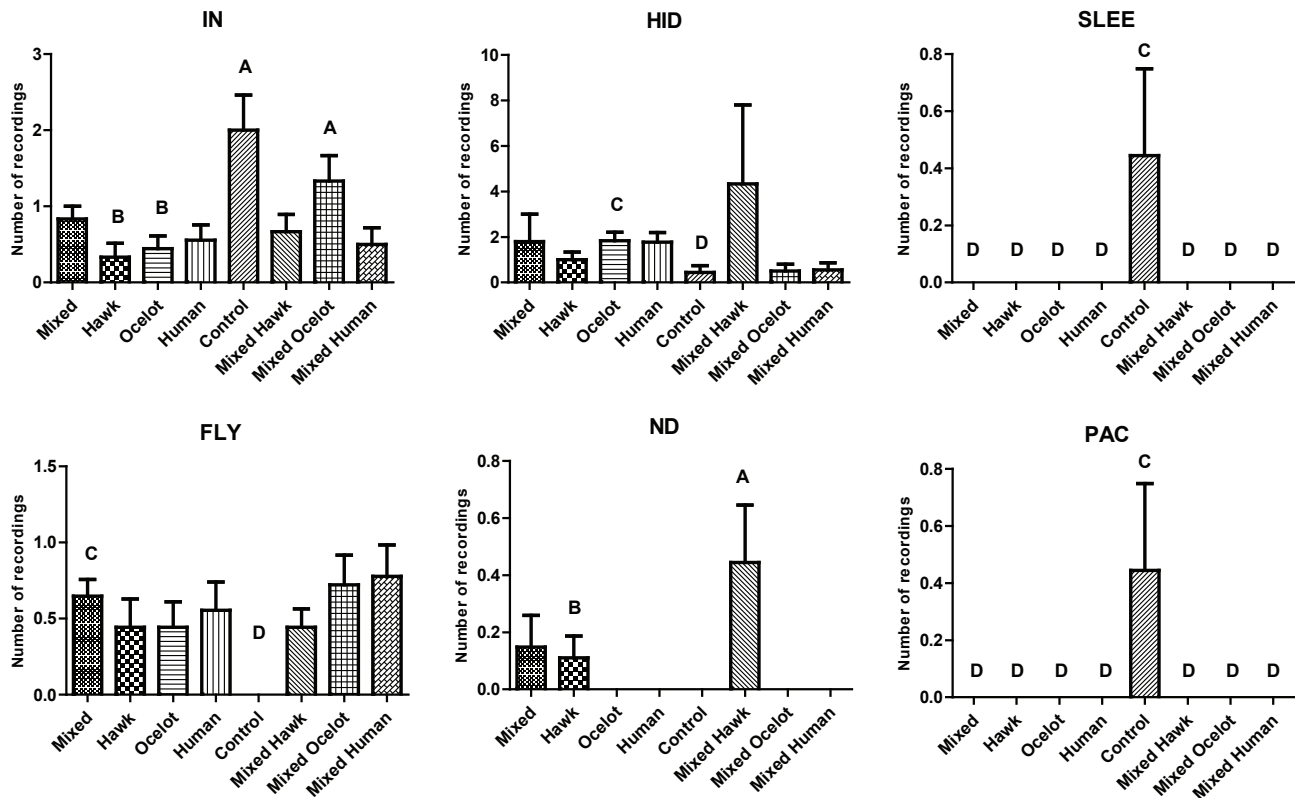 IN
Number of recordings
3
2
1
0
A
A
B
B
Mixed
Hawk
Ocelot
Human
Control
Mixed Hawk
Mixed Ocelot
Mixed Human
HID
Number of recordings
10
8
6
4
2
0
C
D
Mixed
Hawk
Ocelot
Human
Control
Mixed Hawk
Mixed Ocelot
Mixed Human
SLEE
Number of recordings
0.8
0.6
0.4
0.2
0.0
C
D D D D D D D
Mixed
Hawk
Ocelot
Human
Control
Mixed Hawk
Mixed Ocelot
Mixed Human
FLY
Number of recordings
1.5
1.0
0.5
0.0
C
D
Mixed
Hawk
Ocelot
Human
Control
Mixed Hawk
Mixed Ocelot
Mixed Human
ND
Number of recordings
0.8
0.6
0.4
0.2
0.0
A
B
Mixed
Hawk
Ocelot
Human
Control
Mixed Hawk
Mixed Ocelot
Mixed Human
PAC
Number of recordings
0.8
0.6
0.4
0.2
0.0
C
D D D D D D D
Mixed
Hawk
Ocelot
Human
Control
Mixed Hawk
Mixed Ocelot
Mixed Human